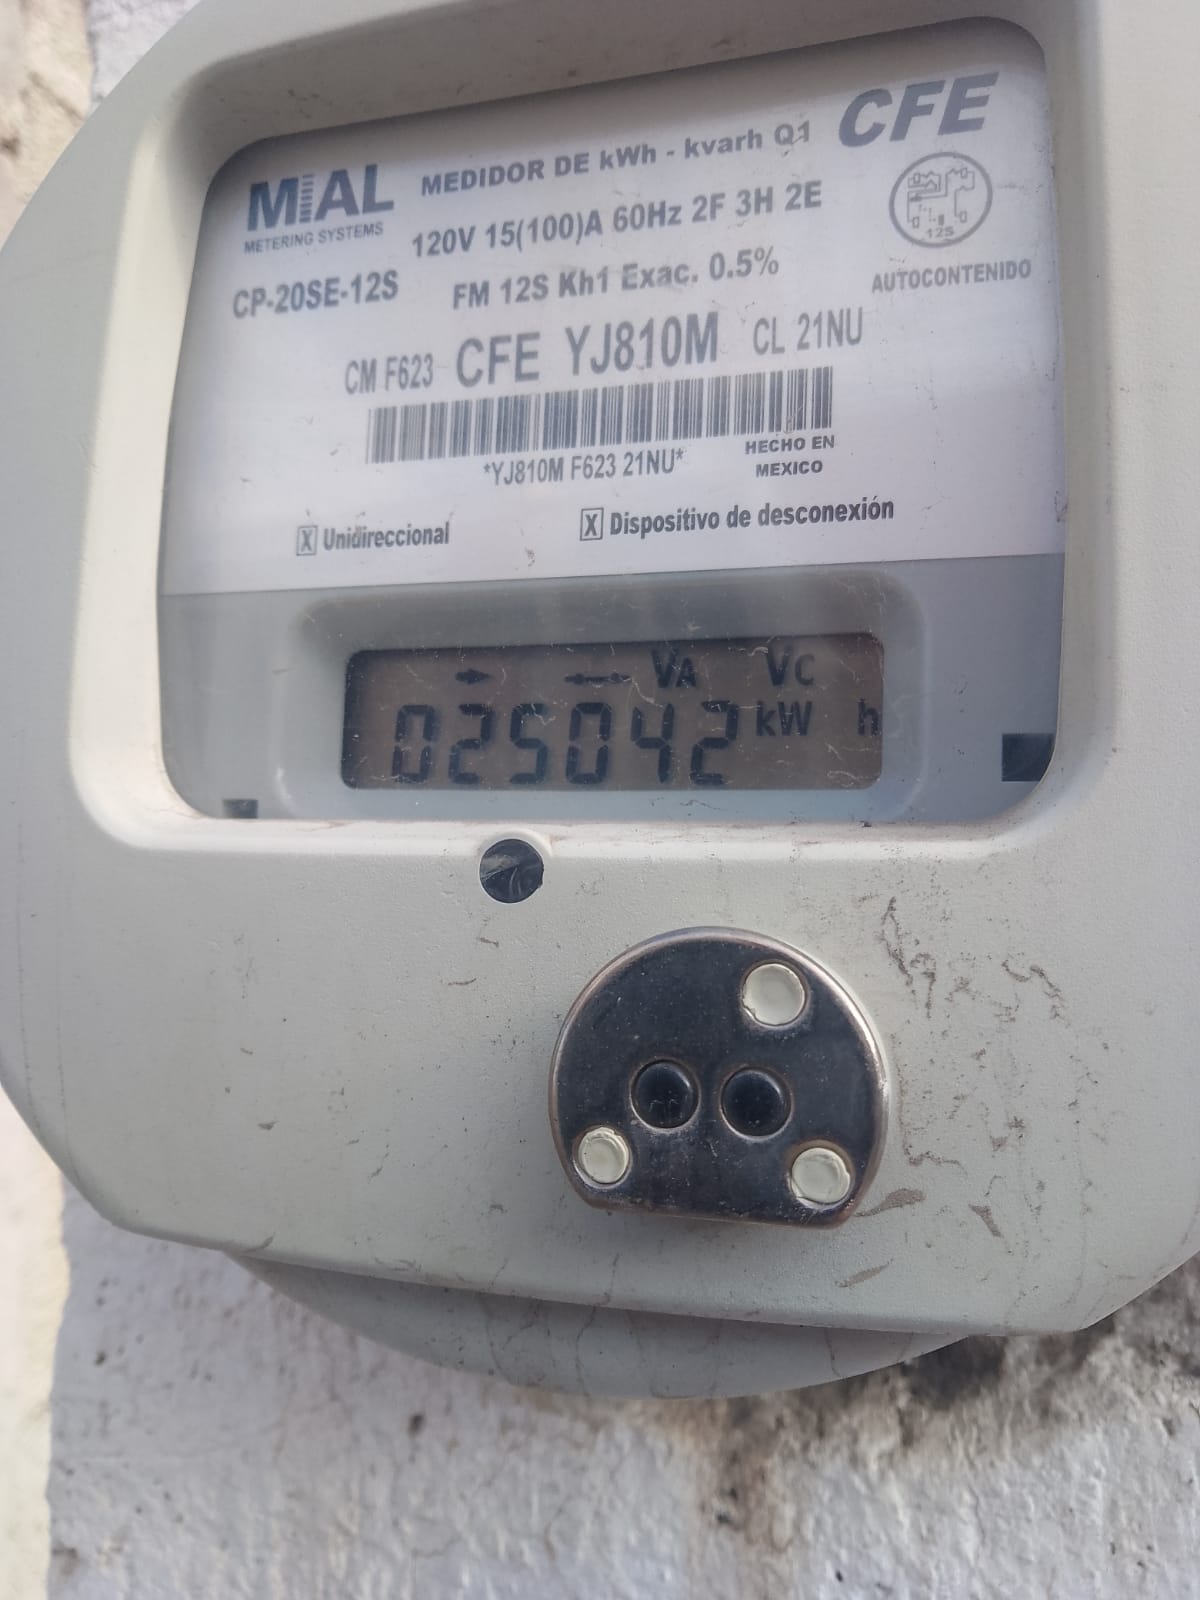 MIAL
METERING SYSTEMS
MEDIDOR DE kWh - kvarh Q1
CFE
120V 15(100)A 60Hz 2F 3H 2E
12S
CP-20SE-12S
FM 12S Kh1 Exac. 0.5%
AUTOCONTENIDO
CM F623 CFE YJ810M CL 21NU
*YJ810M F623 21NU*
HECHO EN
MEXICO
X Unidireccional
X Dispositivo de desconexión
VA VC
025042 kW h